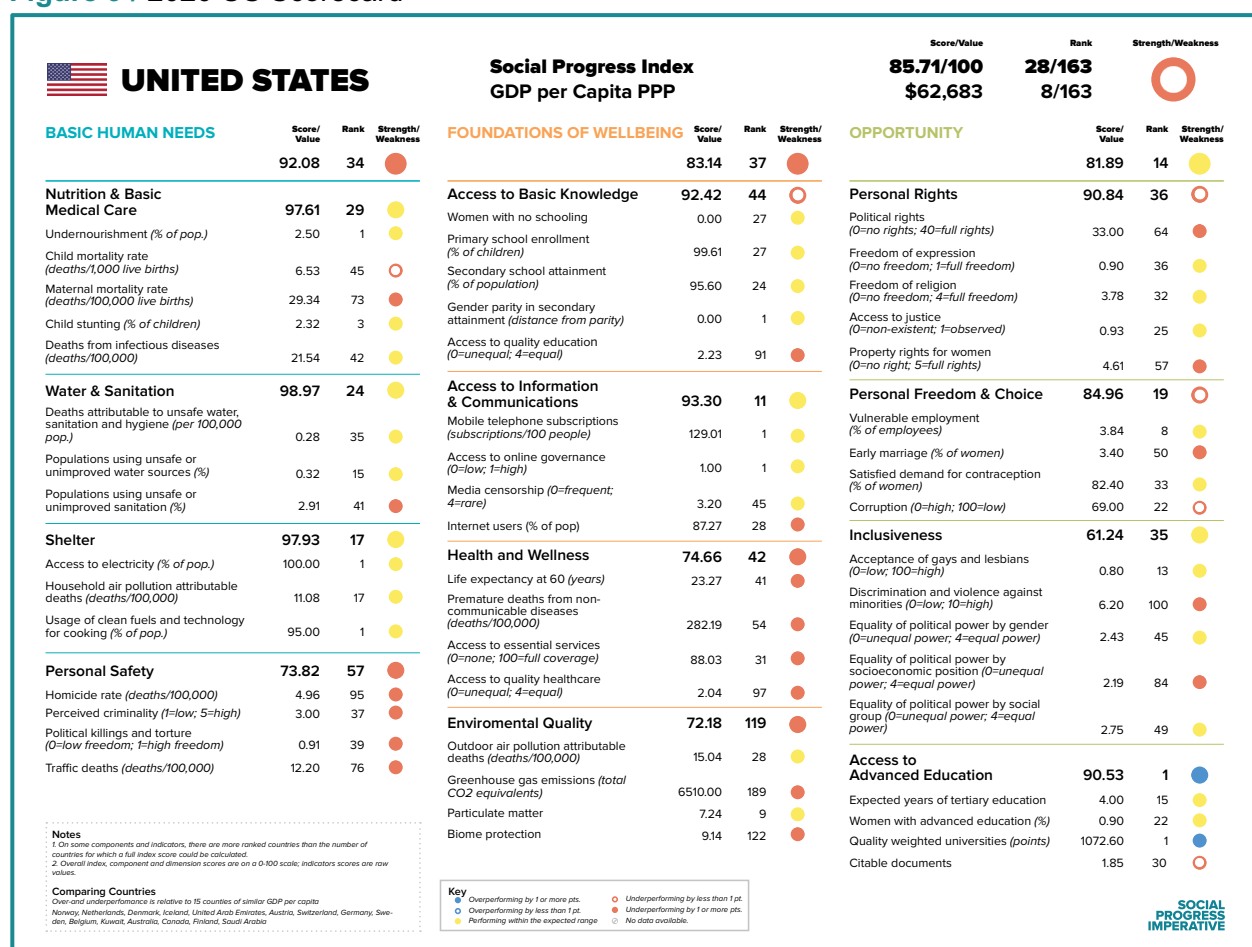 UNITED STATES
Social Progress Index
GDP per Capita PPP
Score/Value Rank Strength/Weakness
85.71/100 28/163
$62,683 8/163
BASIC HUMAN NEEDS
Score/ Value Rank Strength/ Weakness
92.08 34
Nutrition & Basic
Medical Care 97.61 29
Undernourishment (% of pop.) 2.50 1
Child mortality rate
(deaths/1,000 live births) 6.53 45
Maternal mortality rate
(deaths/100,000 live births) 29.34 73
Child stunting (% of children) 2.32 3
Deaths from infectious diseases
(deaths/100,000) 21.54 42
Water & Sanitation 98.97 24
Deaths attributable to unsafe water,
sanitation and hygiene (per 100,000
pop.) 0.28 35
Populations using unsafe or
unimproved water sources (%) 0.32 15
Populations using unsafe or
unimproved sanitation (%) 2.91 41
Shelter 97.93 17
Access to electricity (% of pop.) 100.00 1
Household air pollution attributable
deaths (deaths/100,000) 11.08 17
Usage of clean fuels and technology
for cooking (% of pop.) 95.00 1
Personal Safety 73.82 57
Homicide rate (deaths/100,000) 4.96 95
Perceived criminality (1=low; 5=high) 3.00 37
Political killings and torture
(0=low freedom; 1=high freedom) 0.91 39
Traffic deaths (deaths/100,000) 12.20 76
Notes
1. On some components and indicators, there are more ranked countries than the number of
countries for which a full index score could be calculated.
2. Overall index, component and dimension scores are on a 0-100 scale; indicators scores are raw
values.
Comparing Countries
Over-and underperfomance is relative to 15 counties of similar GDP per capita
Norway, Netherlands, Denmark, Iceland, United Arab Emirates, Austria, Switzerland, Germany, Swe-
den, Belgium, Kuwait, Australia, Canada, Finland, Saudi Arabia
FOUNDATIONS OF WELLBEING
Score/ Value Rank Strength/ Weakness
83.14 37
Access to Basic Knowledge 92.42 44
Women with no schooling 0.00 27
Primary school enrollment
(% of children) 99.61 27
Secondary school attainment
(% of population) 95.60 24
Gender parity in secondary
attainment (distance from parity) 0.00 1
Access to quality education
(0=unequal; 4=equal) 2.23 91
Access to Information
& Communications 93.30 11
Mobile telephone subscriptions
(subscriptions/100 people) 129.01 1
Access to online governance
(0=low; 1=high) 1.00 1
Media censorship (0=frequent;
4=rare) 3.20 45
Internet users (% of pop) 87.27 28
Health and Wellness 74.66 42
Life expectancy at 60 (years) 23.27 41
Premature deaths from non-
communicable diseases
(deaths/100,000) 282.19 54
Access to essential services
(0=none; 100=full coverage) 88.03 31
Access to quality healthcare
(0=unequal; 4=equal) 2.04 97
Enviromental Quality 72.18 119
Outdoor air pollution attributable
deaths (deaths/100,000) 15.04 28
Greenhouse gas emissions (total
CO2 equivalents) 6510.00 189
Particulate matter 7.24 9
Biome protection 9.14 122
Key
Overperforming by 1 or more pts.
Overperforming by less than 1 pt.
Performing within the expected range
Underperforming by less than 1 pt.
Underperforming by 1 or more pts.
No data available.
OPPORTUNITY
Score/ Value Rank Strength/ Weakness
81.89 14
Personal Rights 90.84 36
Political rights
(0=no rights; 40=full rights) 33.00 64
Freedom of expression
(0=no freedom; 1=full freedom) 0.90 36
Freedom of religion
(0=no freedom; 4=full freedom) 3.78 32
Access to justice
(0=non-existent; 1=observed) 0.93 25
Property rights for women
(0=no right; 5=full rights) 4.61 57
Personal Freedom & Choice 84.96 19
Vulnerable employment
(% of employees) 3.84 8
Early marriage (% of women) 3.40 50
Satisfied demand for contraception
(% of women) 82.40 33
Corruption (0=high; 100=low) 69.00 22
Inclusiveness 61.24 35
Acceptance of gays and lesbians
(0=low; 100=high) 0.80 13
Discrimination and violence against
minorities (0=low; 10=high) 6.20 100
Equality of political power by gender
(0=unequal power; 4=equal power) 2.43 45
Equality of political power by
socioeconomic position (0=unequal
power; 4=equal power) 2.19 84
Equality of political power by social
group (0=unequal power; 4=equal
power) 2.75 49
Access to
Advanced Education 90.53 1
Expected years of tertiary education 4.00 15
Women with advanced education (%) 0.90 22
Quality weighted universities (points) 1072.60 1
Citable documents 1.85 30
SOCIAL
PROGRESS
IMPERATIVE